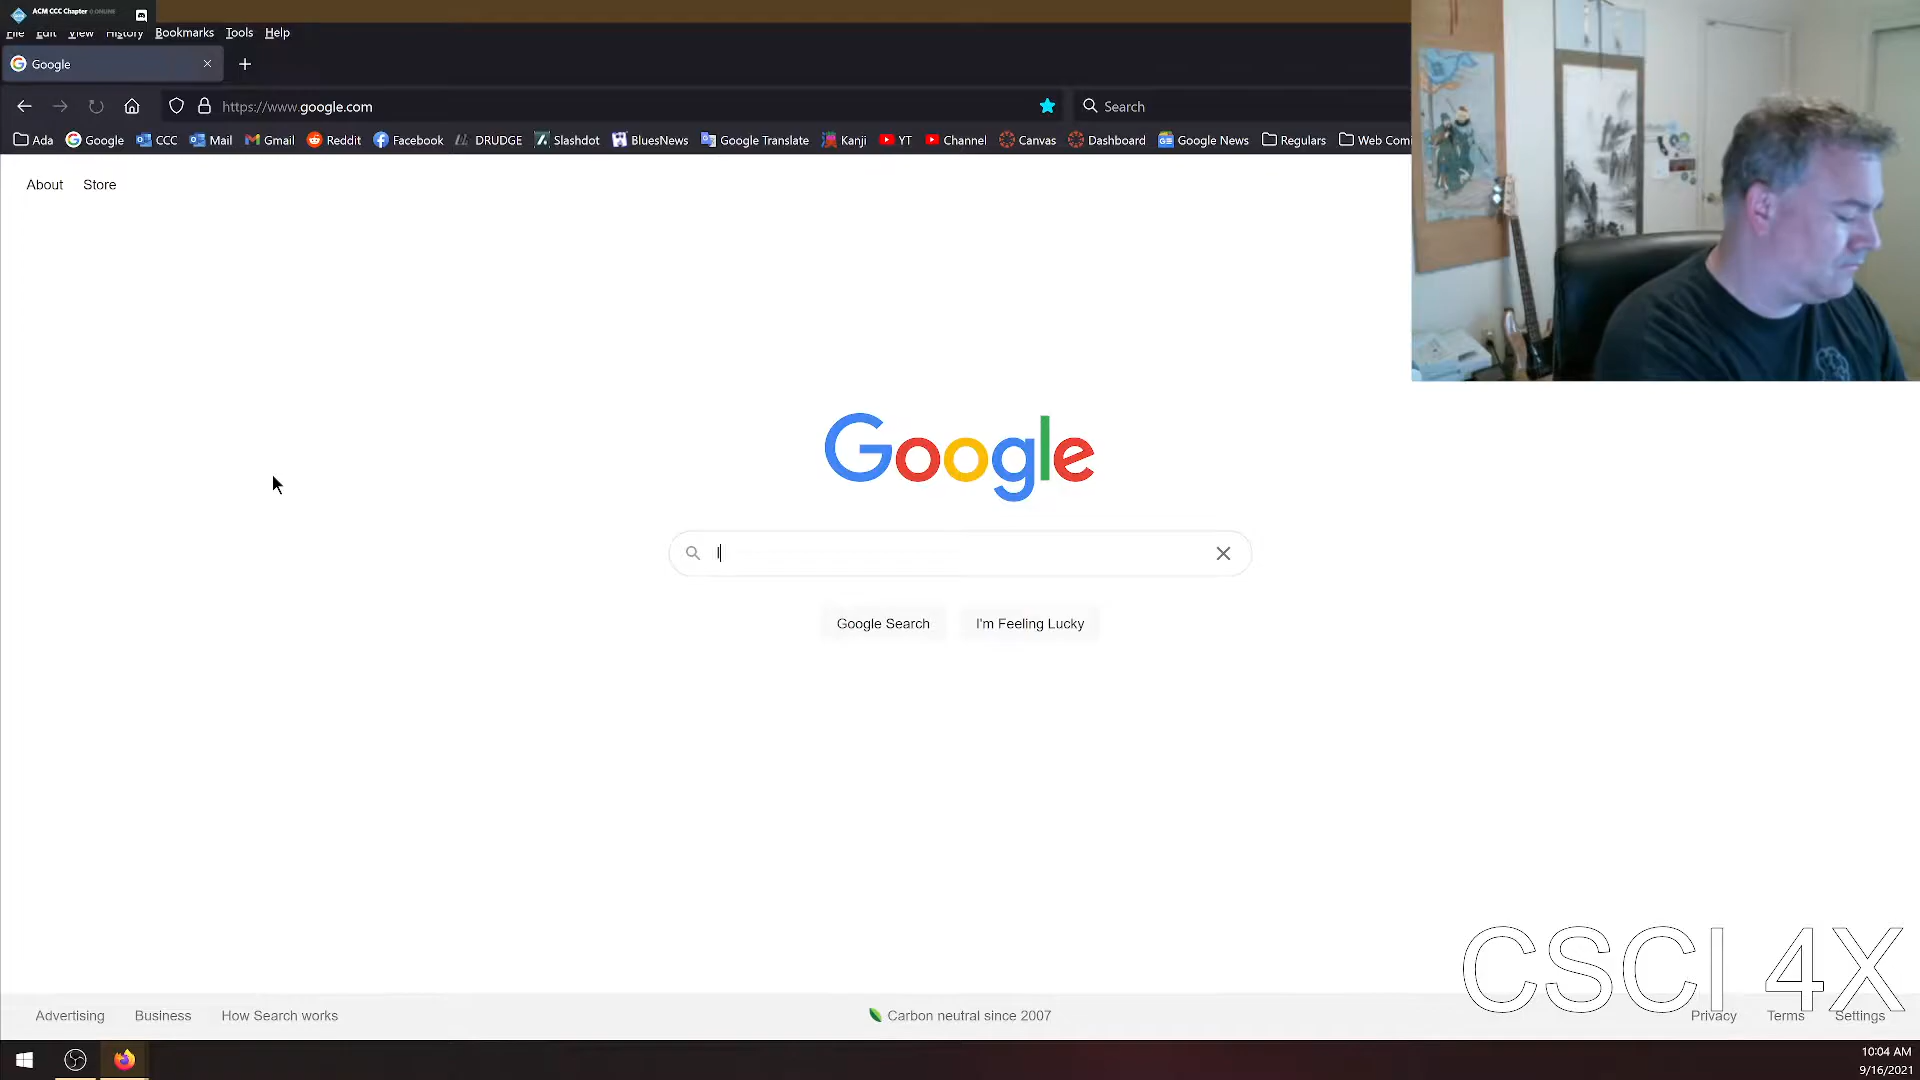 ACM CCC Chapter
File Edit View History Bookmarks Tools Help
Google
https://www.google.com
Search
Ada Google CCC Mail Gmail Reddit Facebook DRUDGE Slashdot BluesNews Google Translate Kanji YT Channel Canvas Dashboard Google News Regulars Web Comi
About Store
Google
l
Google Search I'm Feeling Lucky
CSCI 4X
Advertising Business How Search works Carbon neutral since 2007 Privacy Terms Settings
10:04 AM
9/16/2021